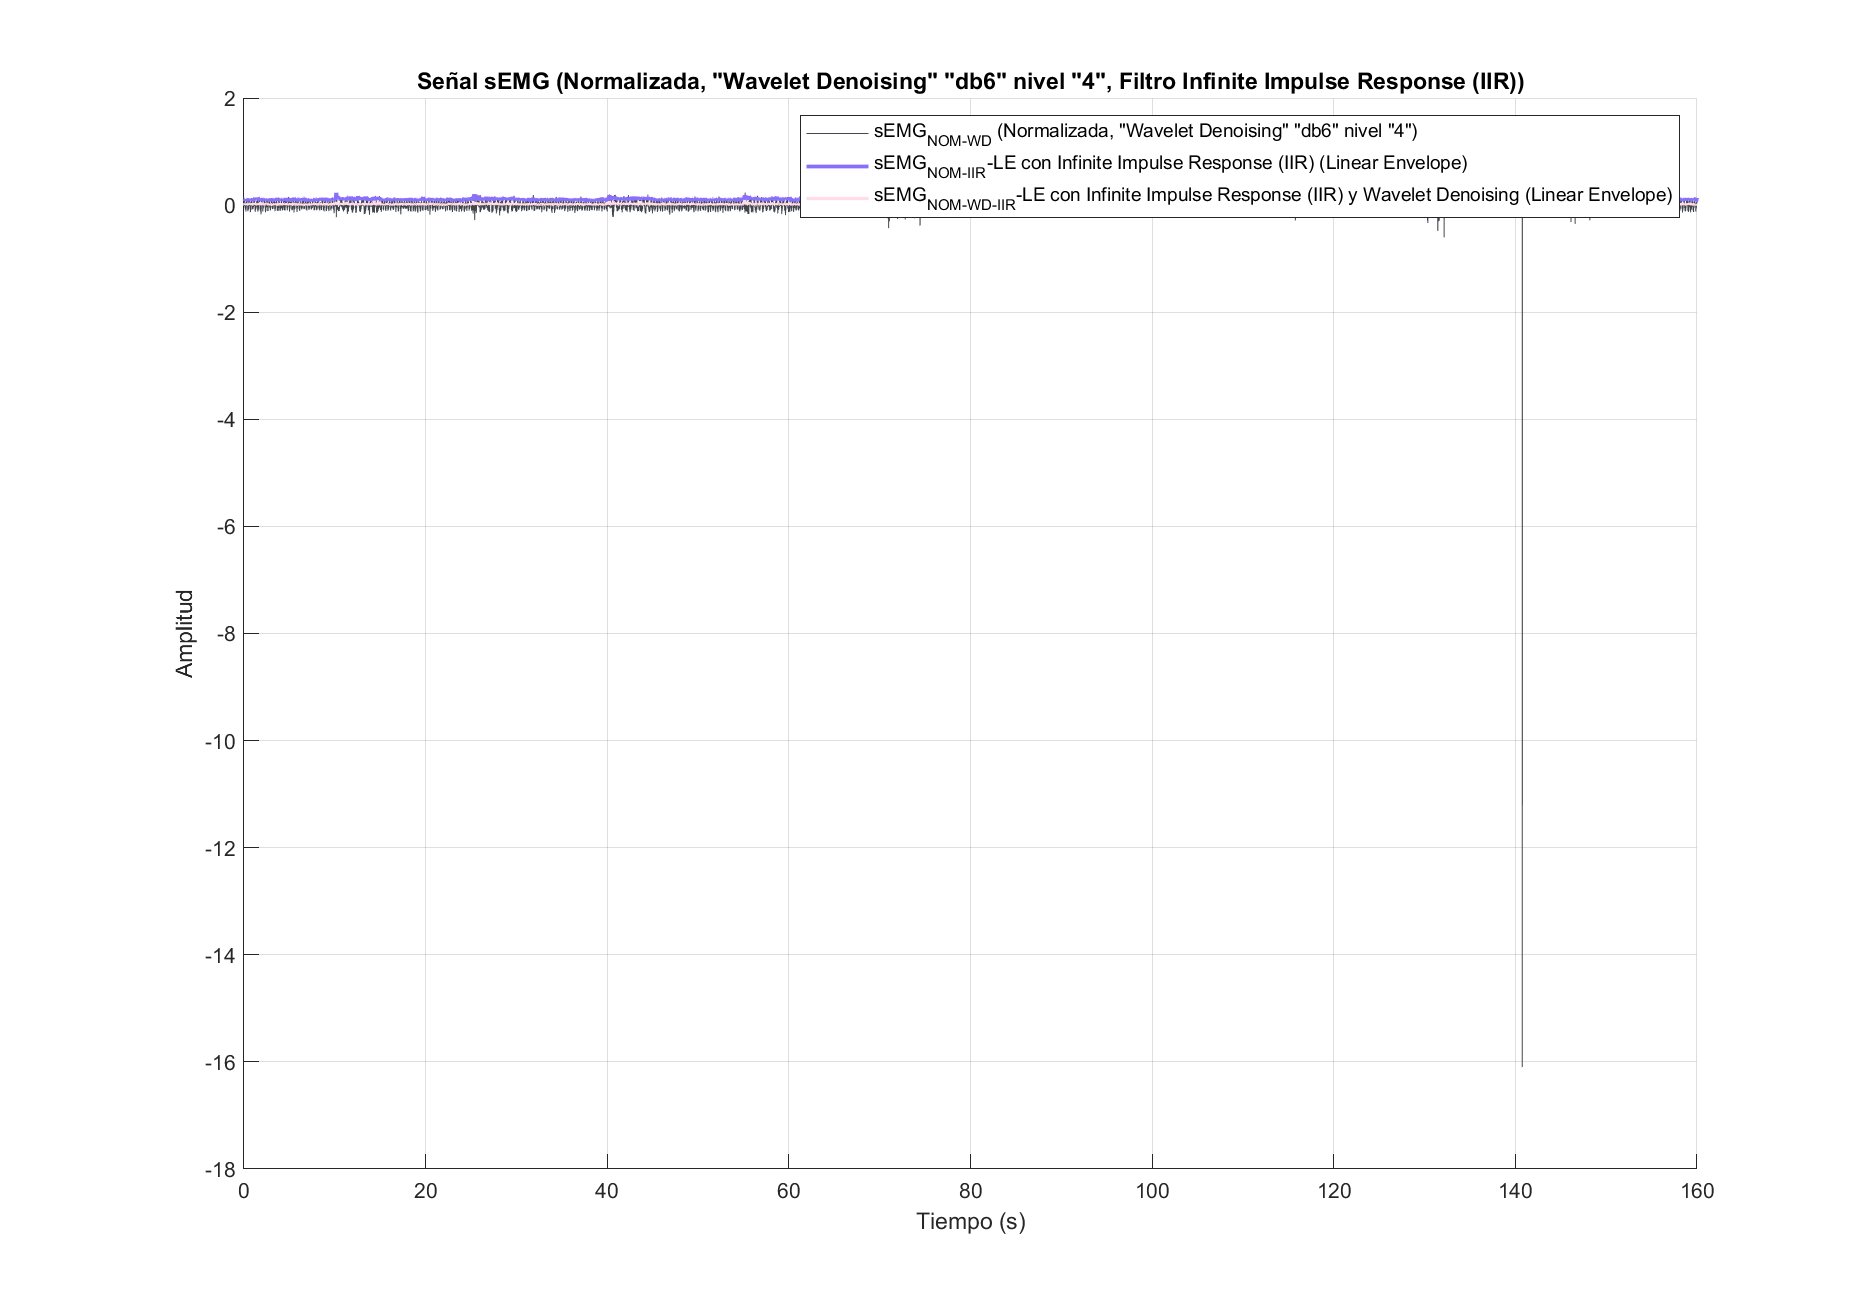 Señal sEMG (Normalizada, "Wavelet Denoising" "db6" nivel "4", Filtro Infinite Impulse Response (IIR))
sEMG_NOM-WD (Normalizada, "Wavelet Denoising" "db6" nivel "4")
sEMG_NOM-IIR-LE con Infinite Impulse Response (IIR) (Linear Envelope)
sEMG_NOM-WD-IIR-LE con Infinite Impulse Response (IIR) y Wavelet Denoising (Linear Envelope)
2
0
-2
-4
-6
-8
-10
-12
-14
-16
-18
Amplitud
0 20 40 60 80 100 120 140 160
Tiempo (s)